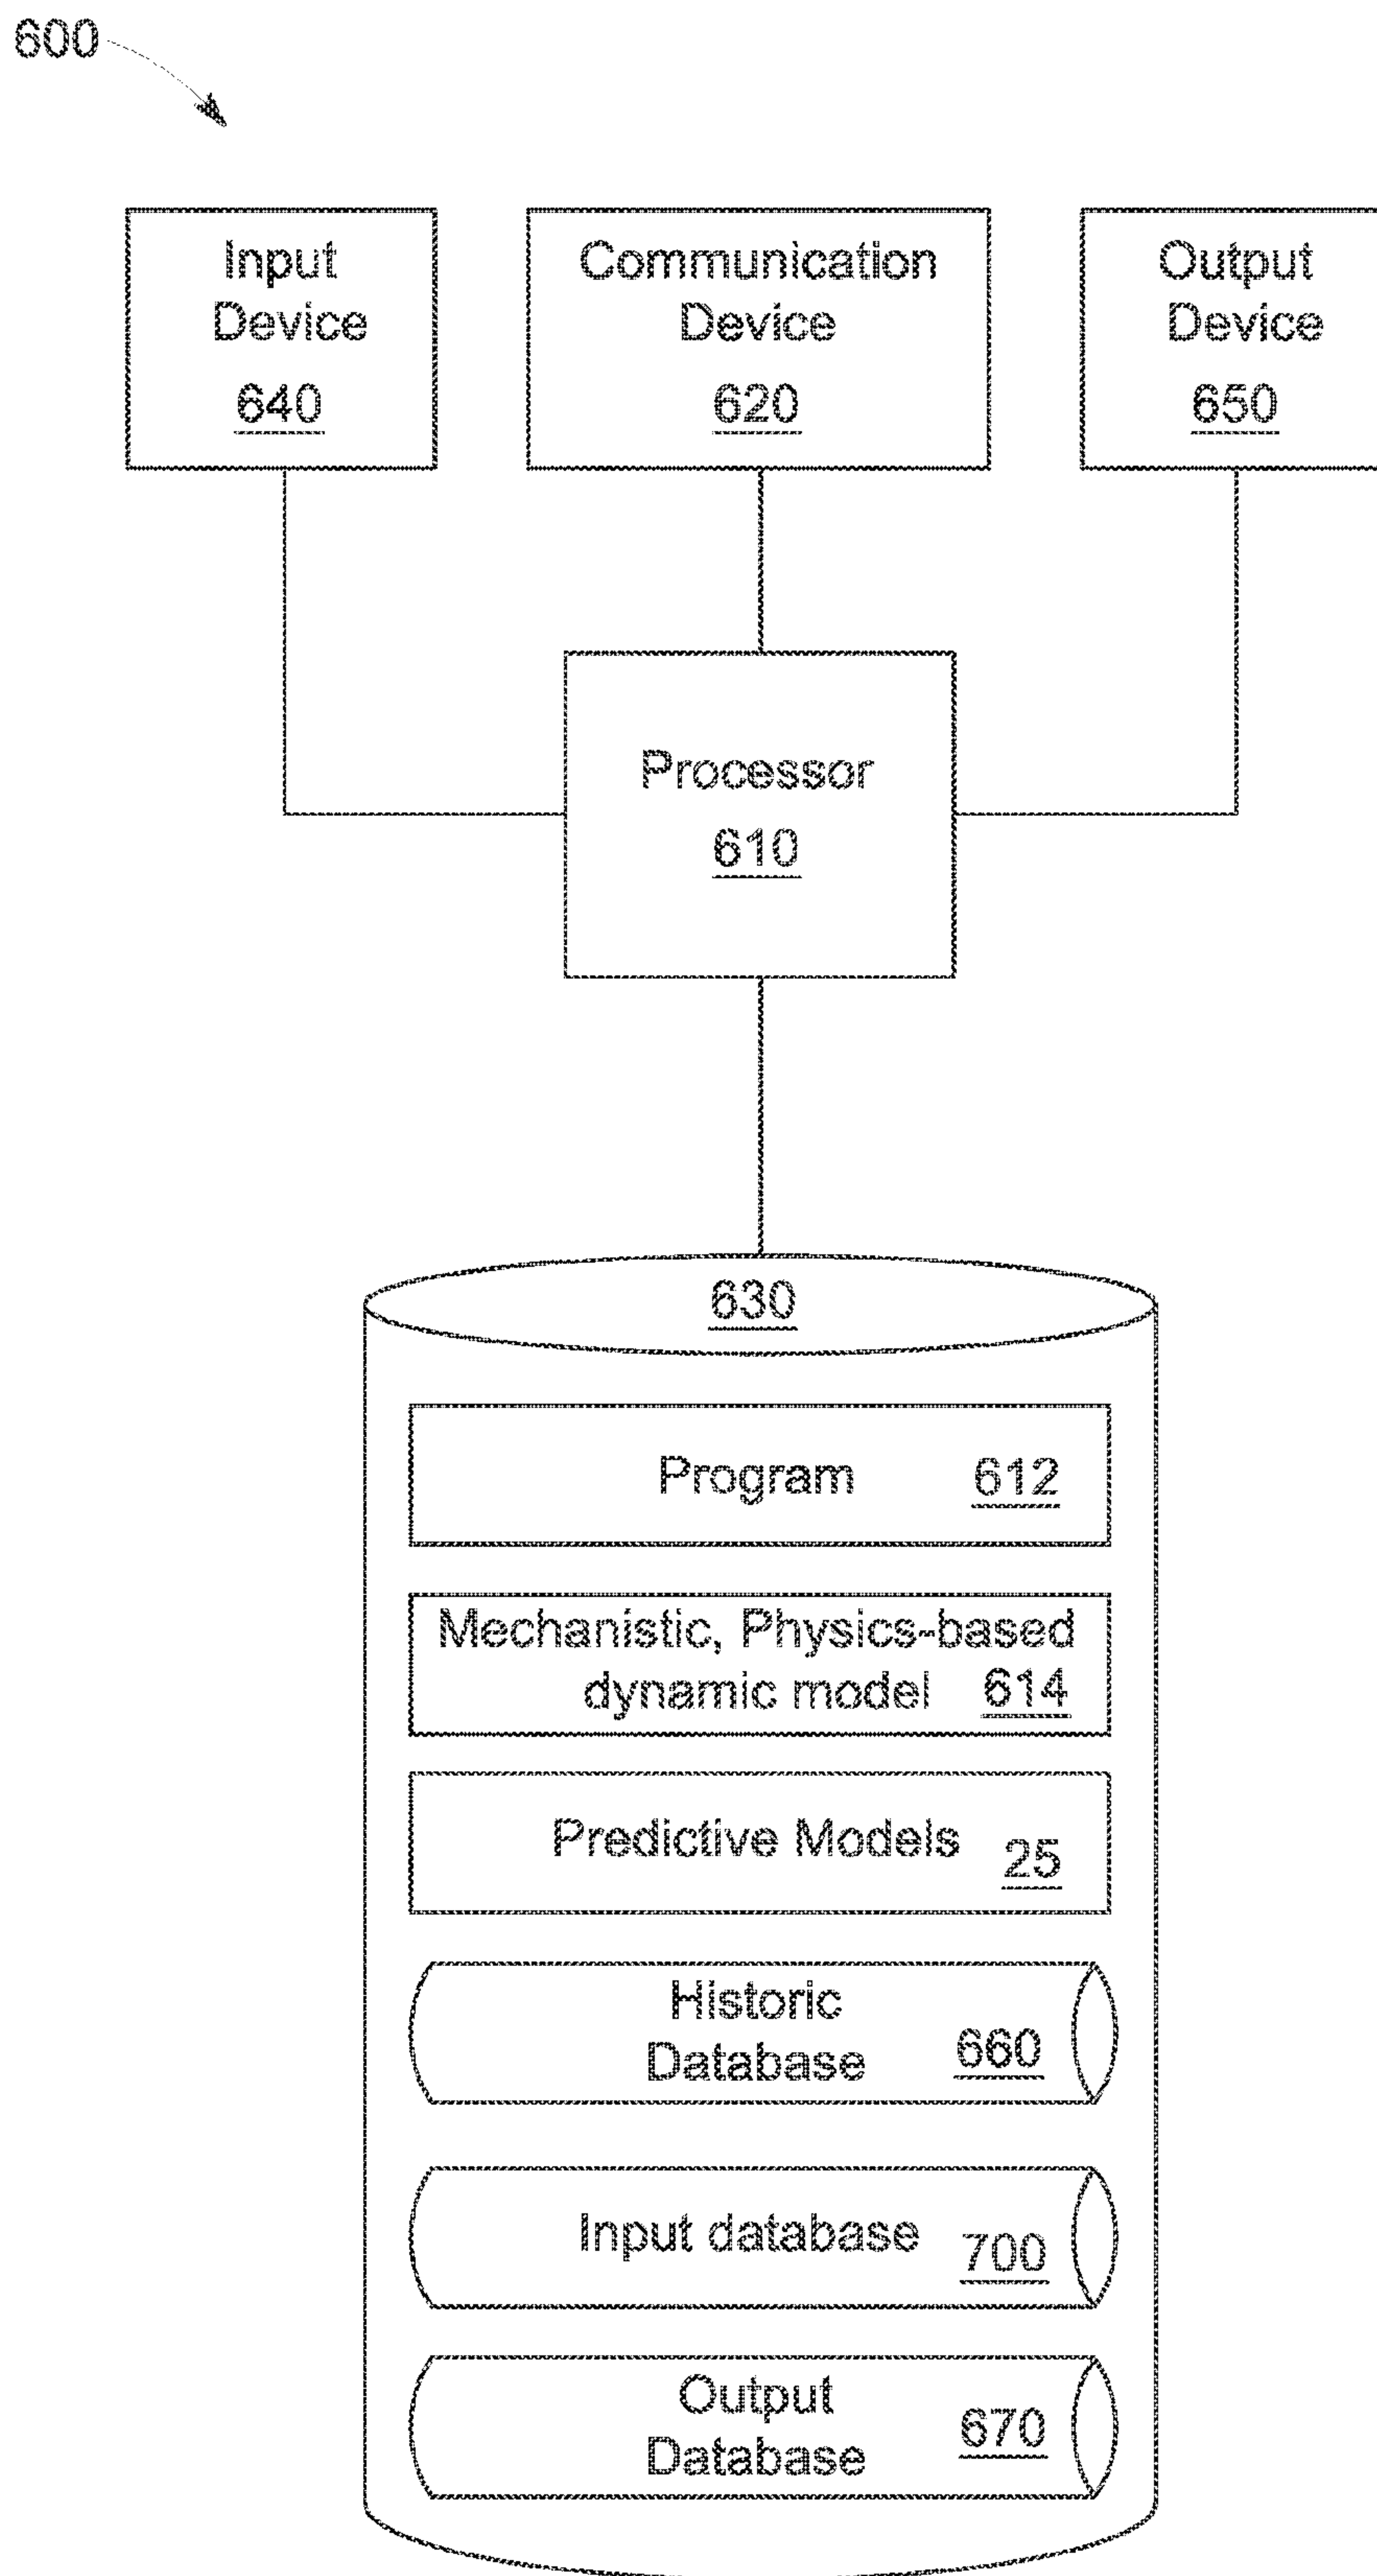 600
Input
Device
640
Communication
Device
620
Output
Device
650
Processor
610
630
Program 612
Mechanistic, Physics-based
dynamic model 614
Predictive Models 25
Historic
Database 660
Input database 700
Output
Database 670